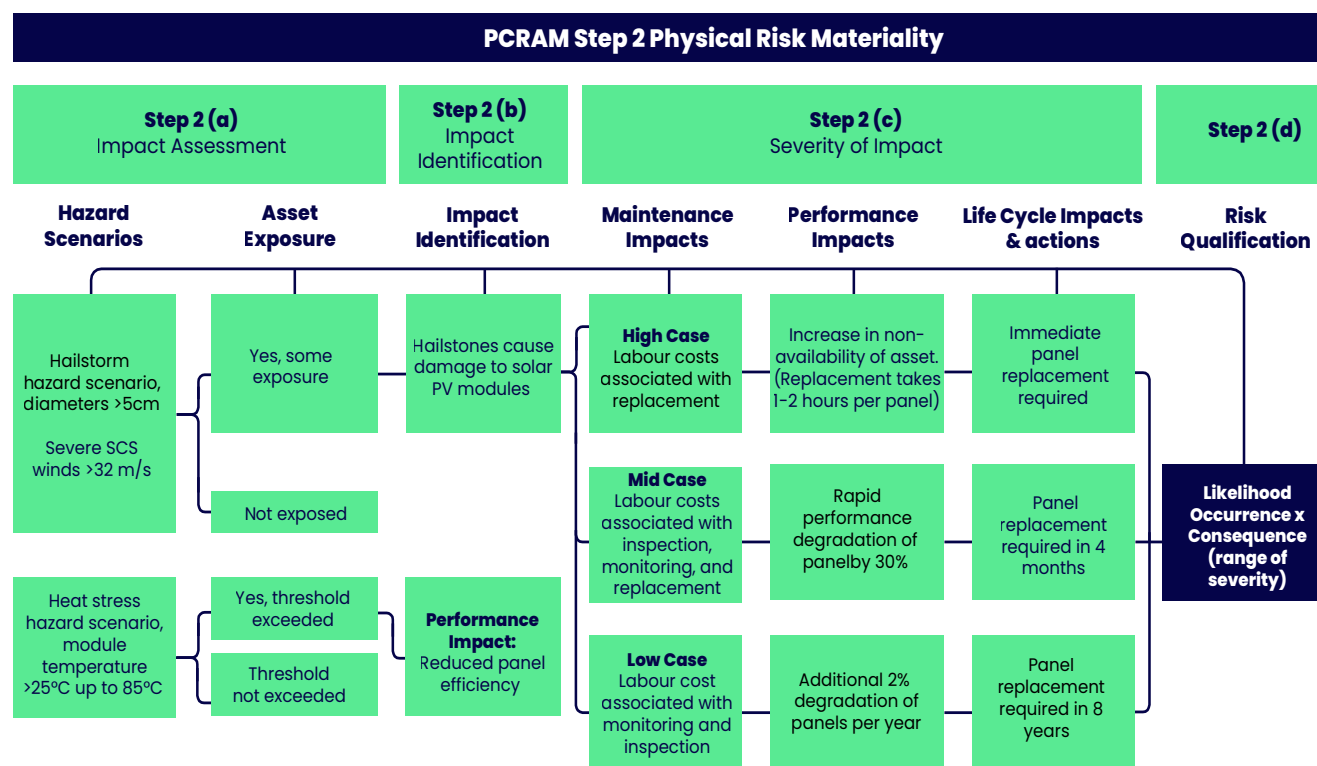 PCRAM Step 2 Physical Risk Materiality
Step 2 (a)
Impact Assessment
Step 2 (b)
Impact
Identification
Step 2 (c)
Severity of Impact
Step 2 (d)
Hazard
Scenarios
Asset
Exposure
Impact
Identification
Maintenance
Impacts
Performance
Impacts
Life Cycle Impacts
& actions
Risk
Qualification
Hailstorm
hazard scenario,
diameters >5cm
Severe SCS
winds >32 m/s
Yes, some
exposure
Not exposed
Hailstones cause
damage to solar
PV modules
High Case
Labour costs
associated with
replacement
Increase in non-
availability of asset.
(Replacement takes
1-2 hours per panel)
Immediate
panel
replacement
required
Mid Case
Labour costs
associated with
inspection,
monitoring, and
replacement
Rapid
performance
degradation of
panelby 30%
Panel
replacement
required in 4
months
Likelihood
Occurrence x
Consequence
(range of
severity)
Heat stress
hazard scenario,
module
temperature
>25°C up to 85°C
Yes, threshold
exceeded
Threshold
not exceeded
Performance
Impact:
Reduced panel
efficiency
Low Case
Labour cost
associated with
monitoring and
inspection
Additional 2%
degradation of
panels per year
Panel
replacement
required in 8
years